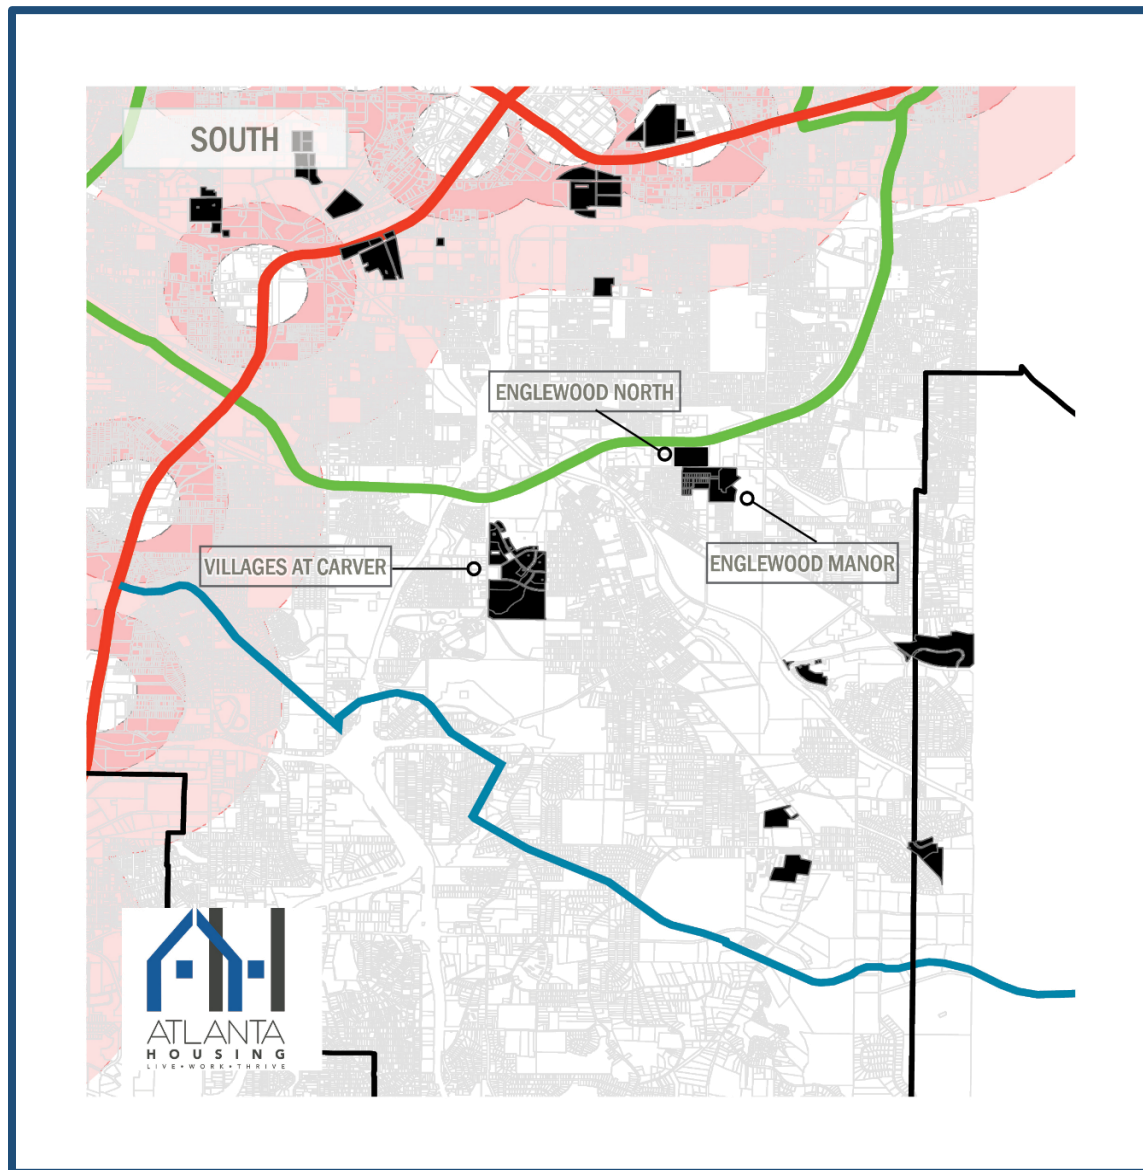 SOUTH
ENGLEWOOD NORTH
VILLAGES AT CARVER
ENGLEWOOD MANOR
ATLANTA
HOUSING
LIVE•WORK•THRIVE